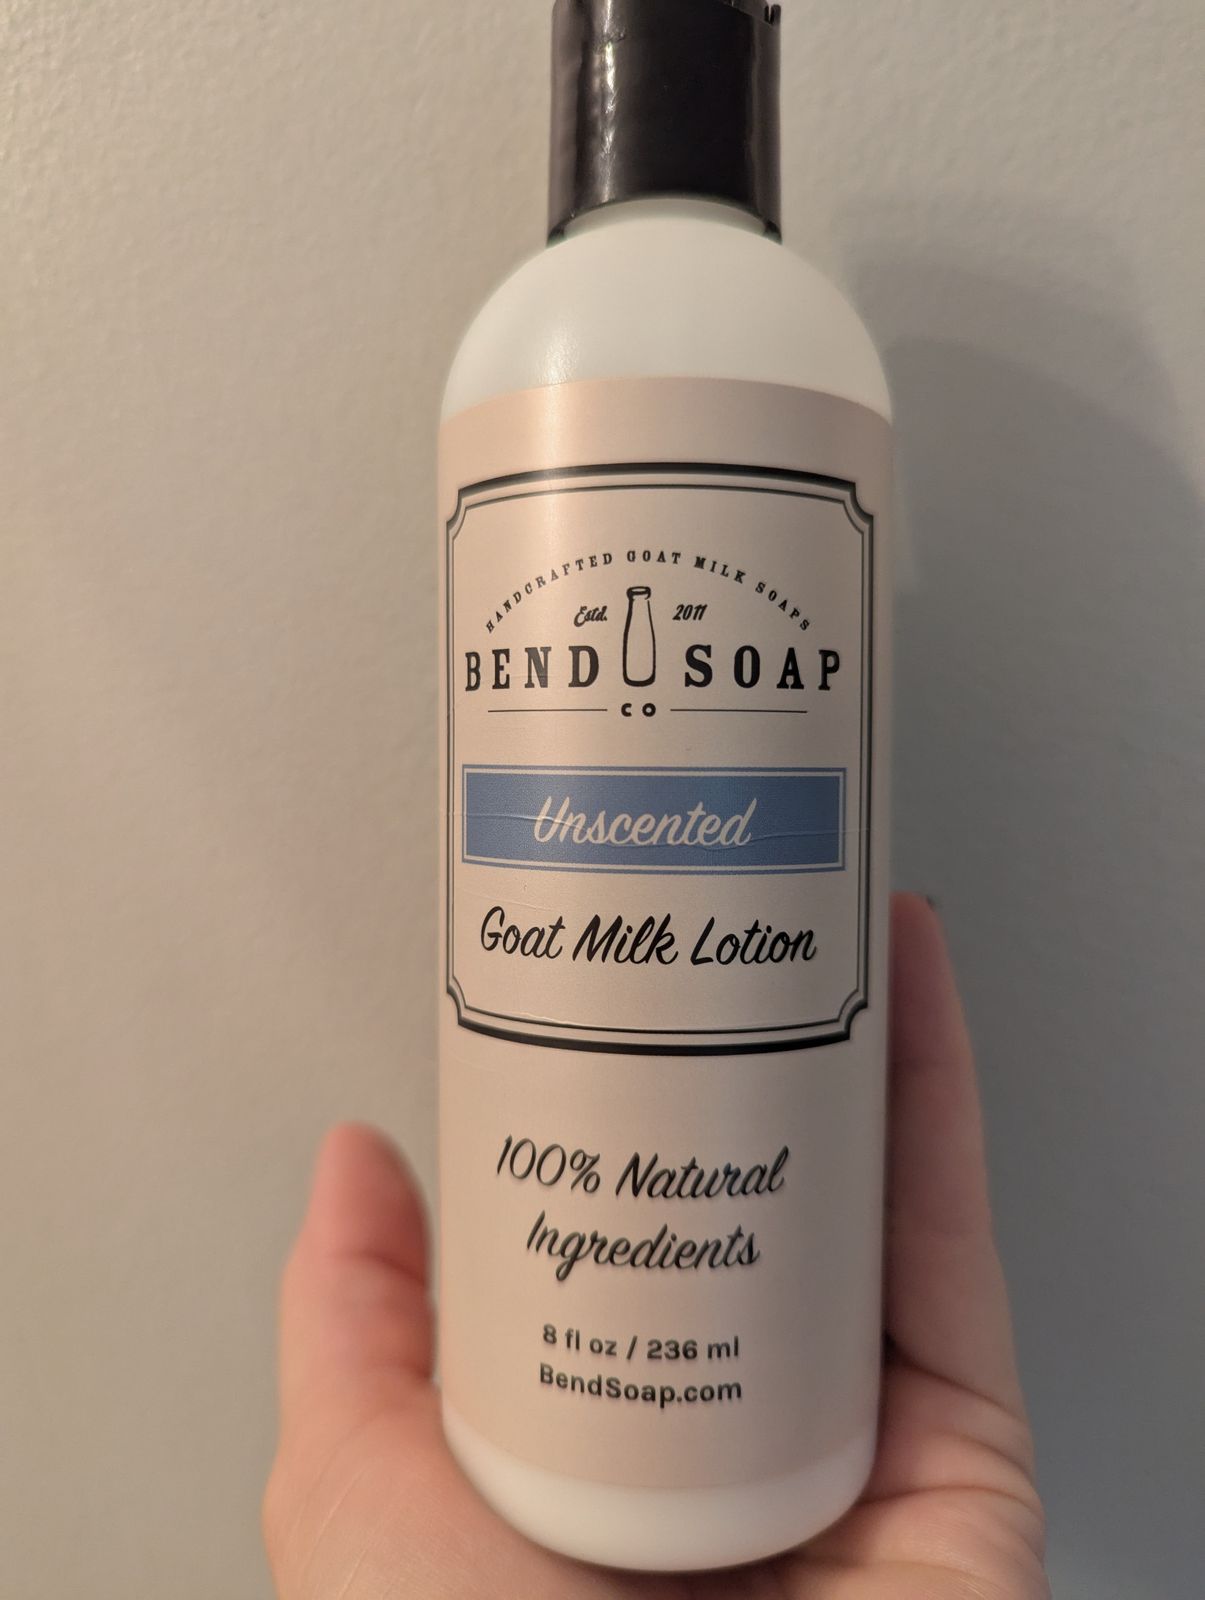 HANDCRAFTED GOAT MILK SOAPS
Estd. 2011
BEND SOAP
CO
Unscented
Goat Milk Lotion
100% Natural
Ingredients
8 fl oz / 236 ml
BendSoap.com